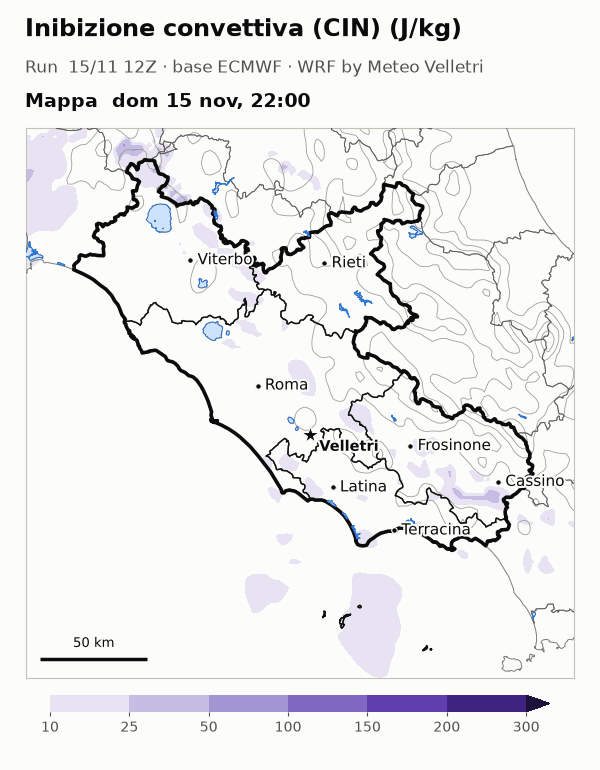 Inibizione convettiva (CIN) (J/kg)
Run  15/11 12Z · base ECMWF · WRF by Meteo Velletri
Mappa  dom 15 nov, 22:00
Viterbo
Rieti
Roma
Velletri
Frosinone
Cassino
Latina
Terracina
50 km
10 25 50 100 150 200 300